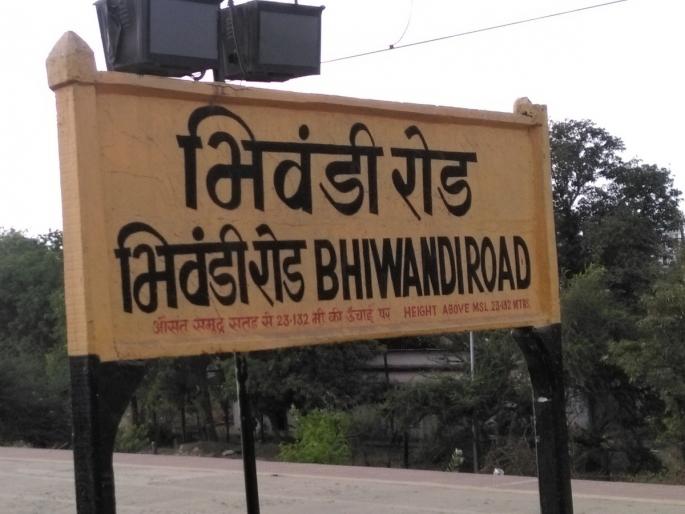 भिवंडी रोड
भिवंडी रोड BHIWANDI ROAD
औसत समुद्र सतह से 23·132 मी की ऊँचाई पर HEIGHT ABOVE MSL 23·132 MTRS